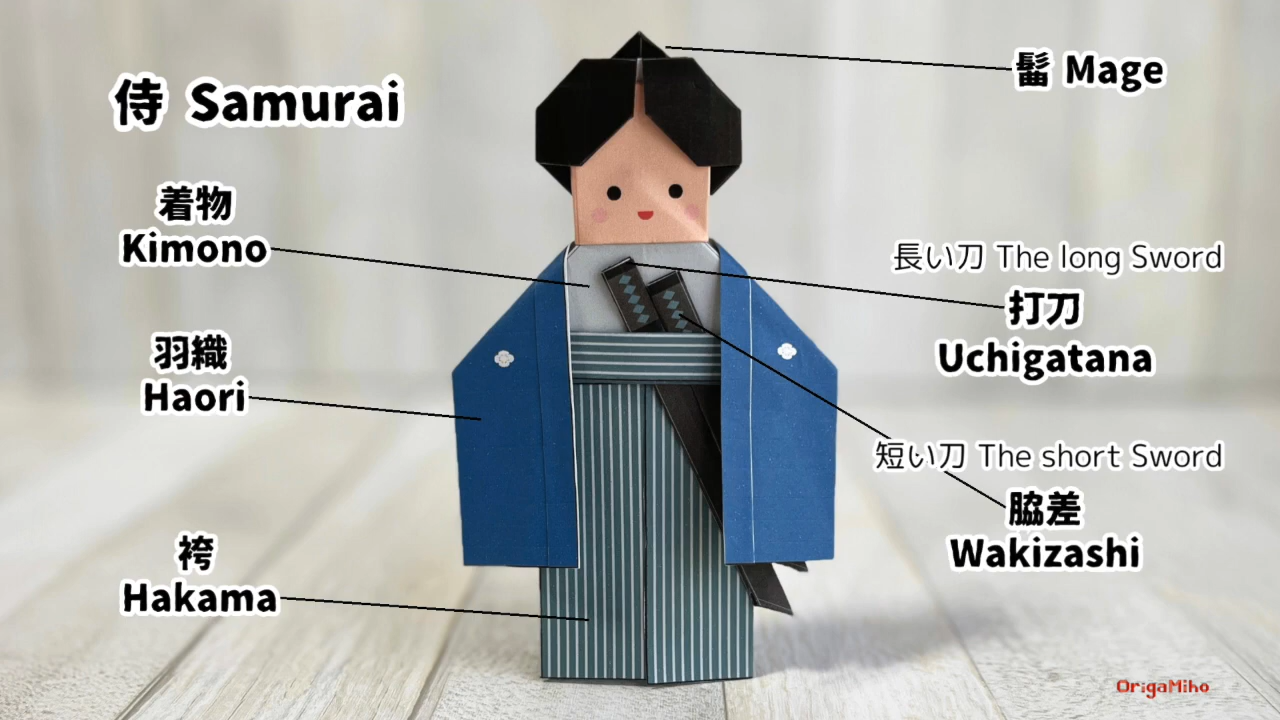 侍 Samurai
着物
Kimono
羽織
Haori
袴
Hakama
髷 Mage
長い刀 The long Sword
打刀
Uchigatana
短い刀 The short Sword
脇差
Wakizashi
OrigaMiho